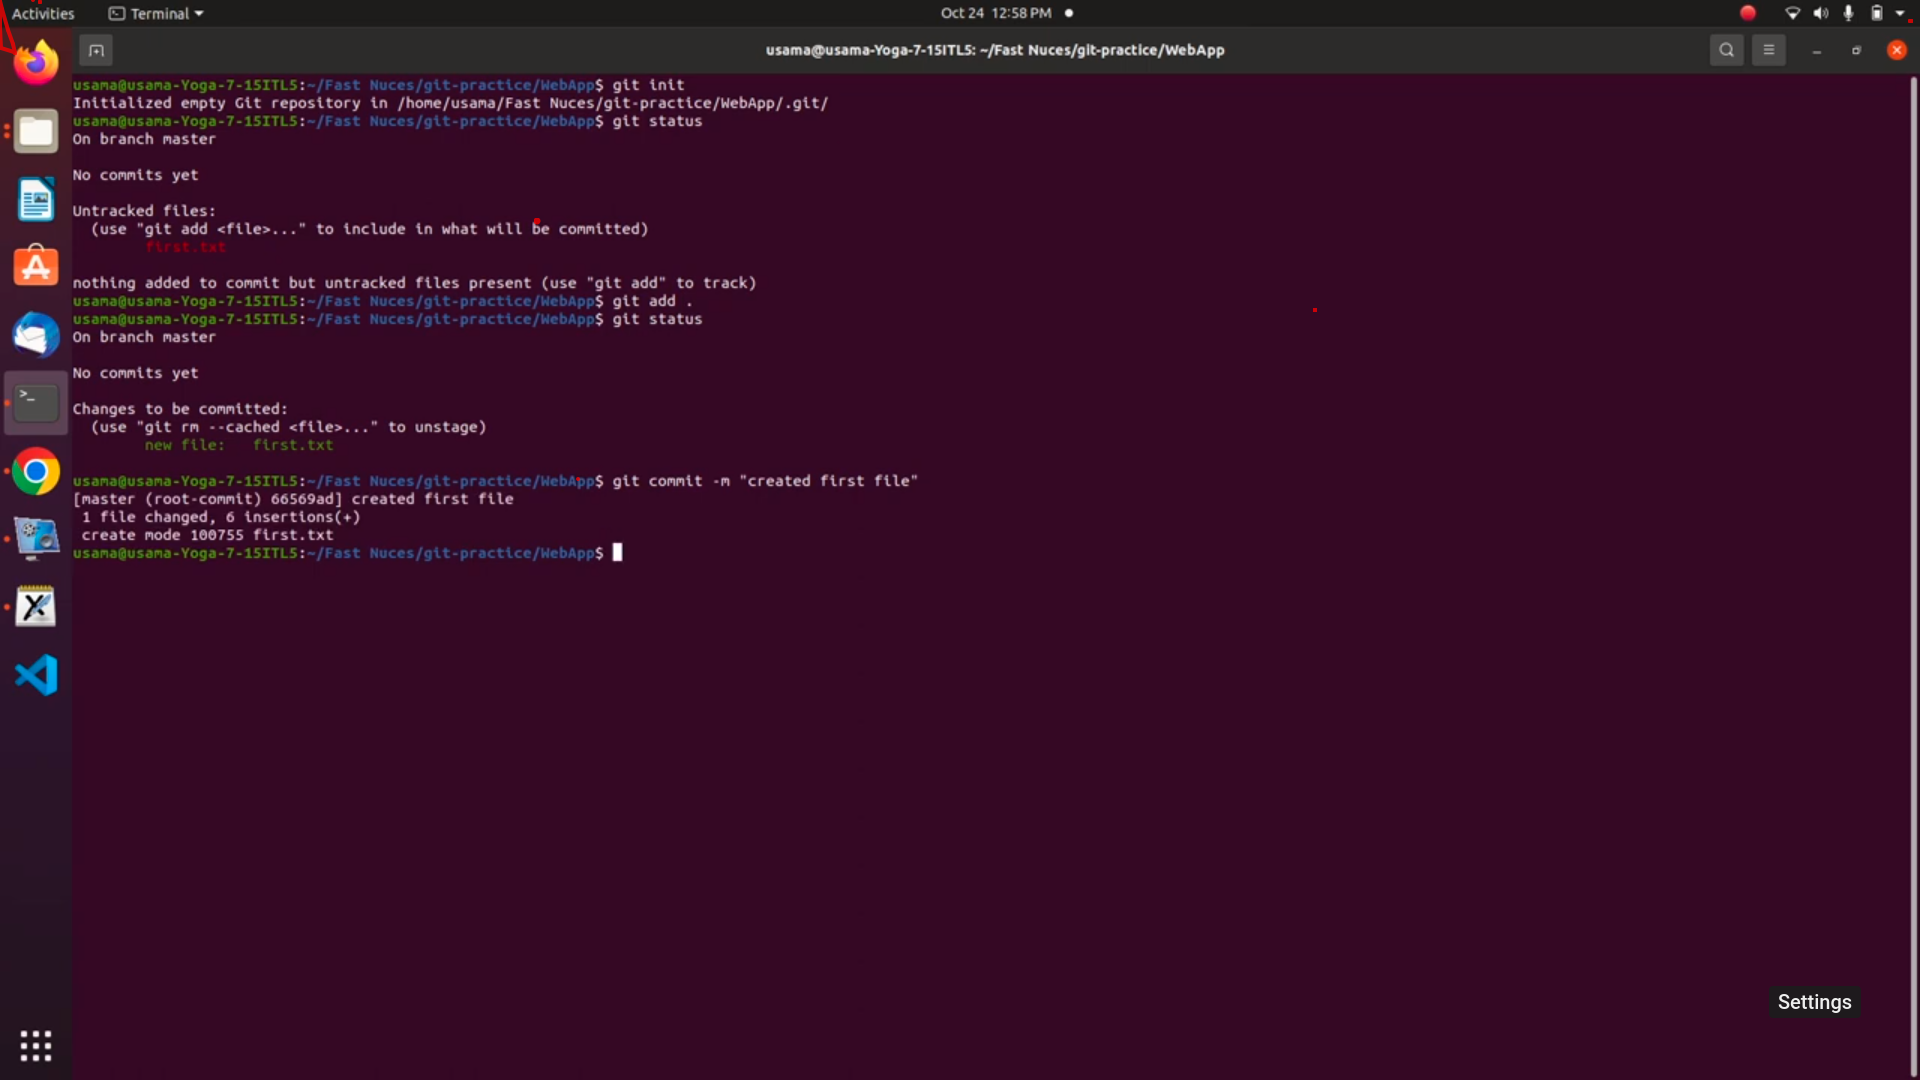 Activities
Terminal
Oct 24 12:58 PM
usama@usama-Yoga-7-15ITL5: ~/Fast Nuces/git-practice/WebApp
usama@usama-Yoga-7-15ITL5:~/Fast Nuces/git-practice/WebApp$ git init
Initialized empty Git repository in /home/usama/Fast Nuces/git-practice/WebApp/.git/
usama@usama-Yoga-7-15ITL5:~/Fast Nuces/git-practice/WebApp$ git status
On branch master
No commits yet
Untracked files:
(use "git add <file>..." to include in what will be committed)
first.txt
nothing added to commit but untracked files present (use "git add" to track)
usama@usama-Yoga-7-15ITL5:~/Fast Nuces/git-practice/WebApp$ git add .
usama@usama-Yoga-7-15ITL5:~/Fast Nuces/git-practice/WebApp$ git status
On branch master
No commits yet
Changes to be committed:
(use "git rm --cached <file>..." to unstage)
new file:   first.txt
usama@usama-Yoga-7-15ITL5:~/Fast Nuces/git-practice/WebApp$ git commit -m "created first file"
[master (root-commit) 66569ad] created first file
1 file changed, 6 insertions(+)
create mode 100755 first.txt
usama@usama-Yoga-7-15ITL5:~/Fast Nuces/git-practice/WebApp$
Settings